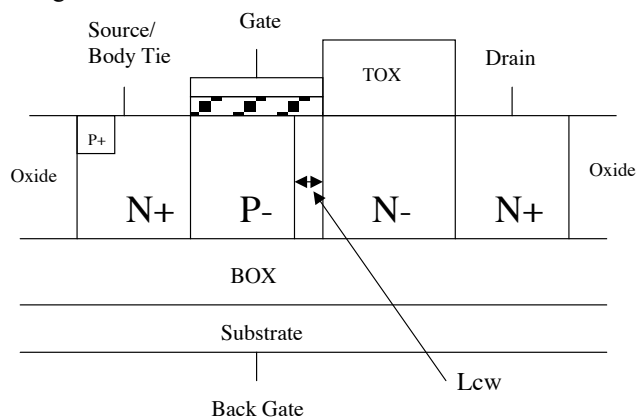 Source/
Body Tie
Gate
TOX
Drain
P+
Oxide
Oxide
N+
P-
N-
N+
BOX
Substrate
Lcw
Back Gate